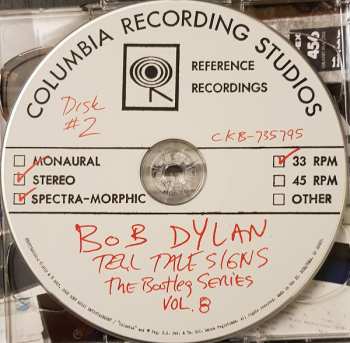 COLUMBIA RECORDING STUDIOS
REFERENCE
RECORDINGS
Disk
#2
CKB-735795
MONAURAL
STEREO
SPECTRA-MORPHIC
33 RPM
45 RPM
OTHER
BOB DYLAN
TELL TALE SIGNS
The Bootleg Series
VOL. 8